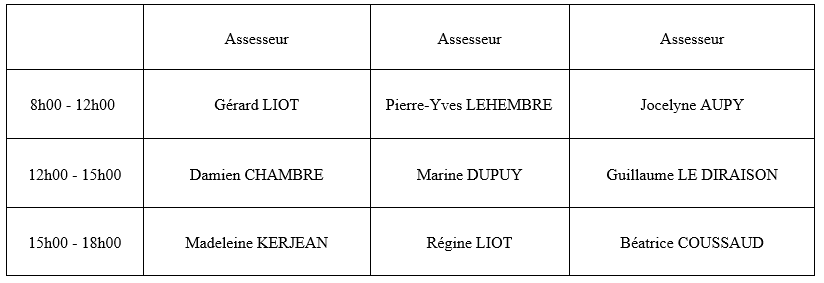 Assesseur Assesseur Assesseur
8h00 - 12h00 Gérard LIOT Pierre-Yves LEHEMBRE Jocelyne AUPY
12h00 - 15h00 Damien CHAMBRE Marine DUPUY Guillaume LE DIRAISON
15h00 - 18h00 Madeleine KERJEAN Régine LIOT Béatrice COUSSAUD